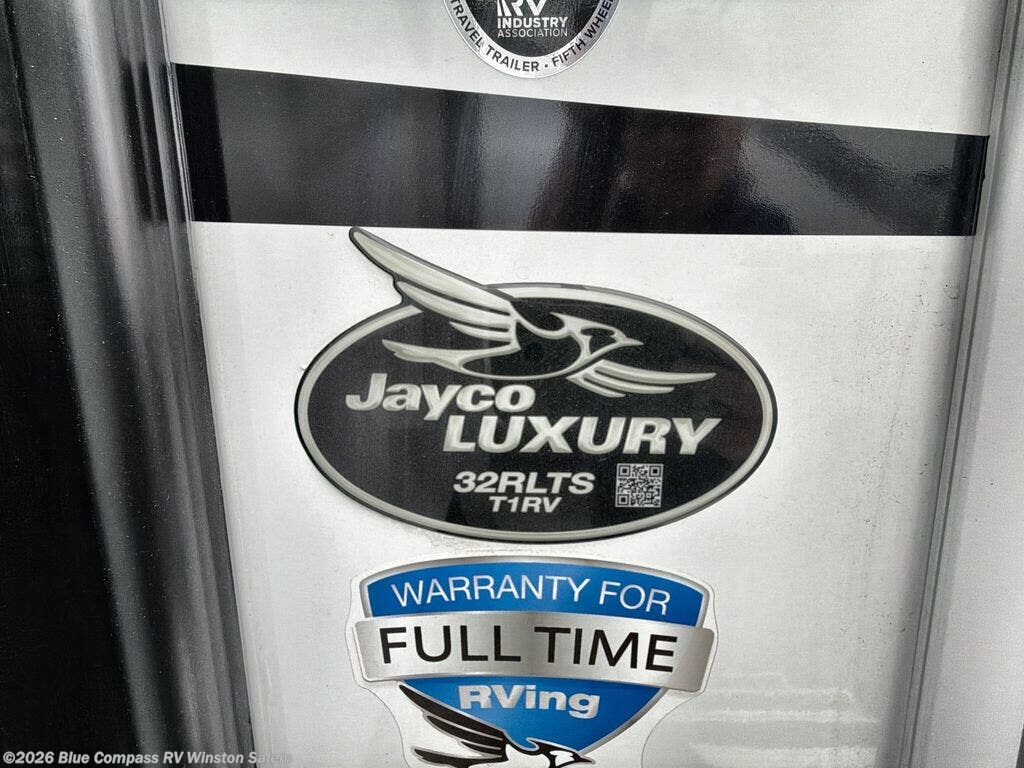 RV
INDUSTRY
ASSOCIATION
TRAVEL TRAILER • FIFTH WHEEL
Jayco
LUXURY
32RLTS
T1RV
WARRANTY FOR
FULL TIME
RVing
©2026 Blue Compass RV Winston Salem